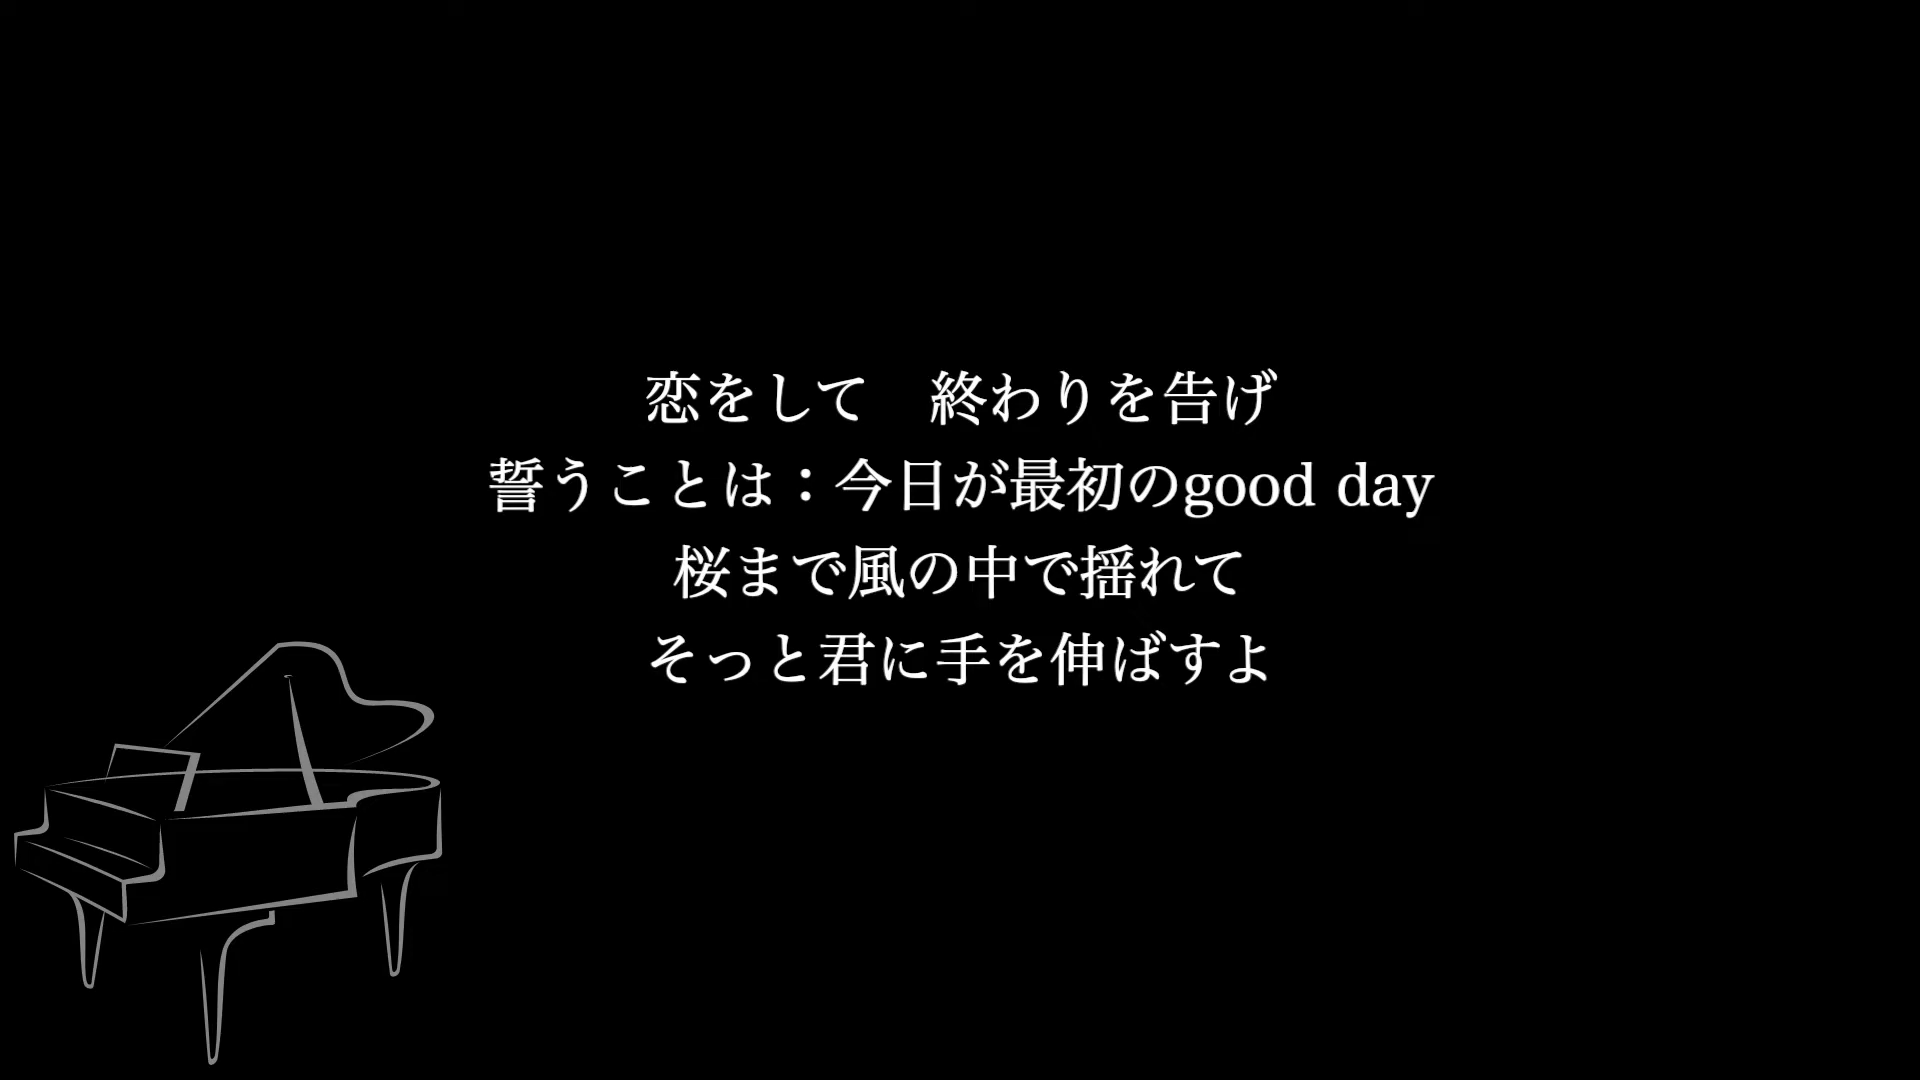 恋をして　終わりを告げ
誓うことは：今日が最初のgood day
桜まで風の中で揺れて
そっと君に手を伸ばすよ